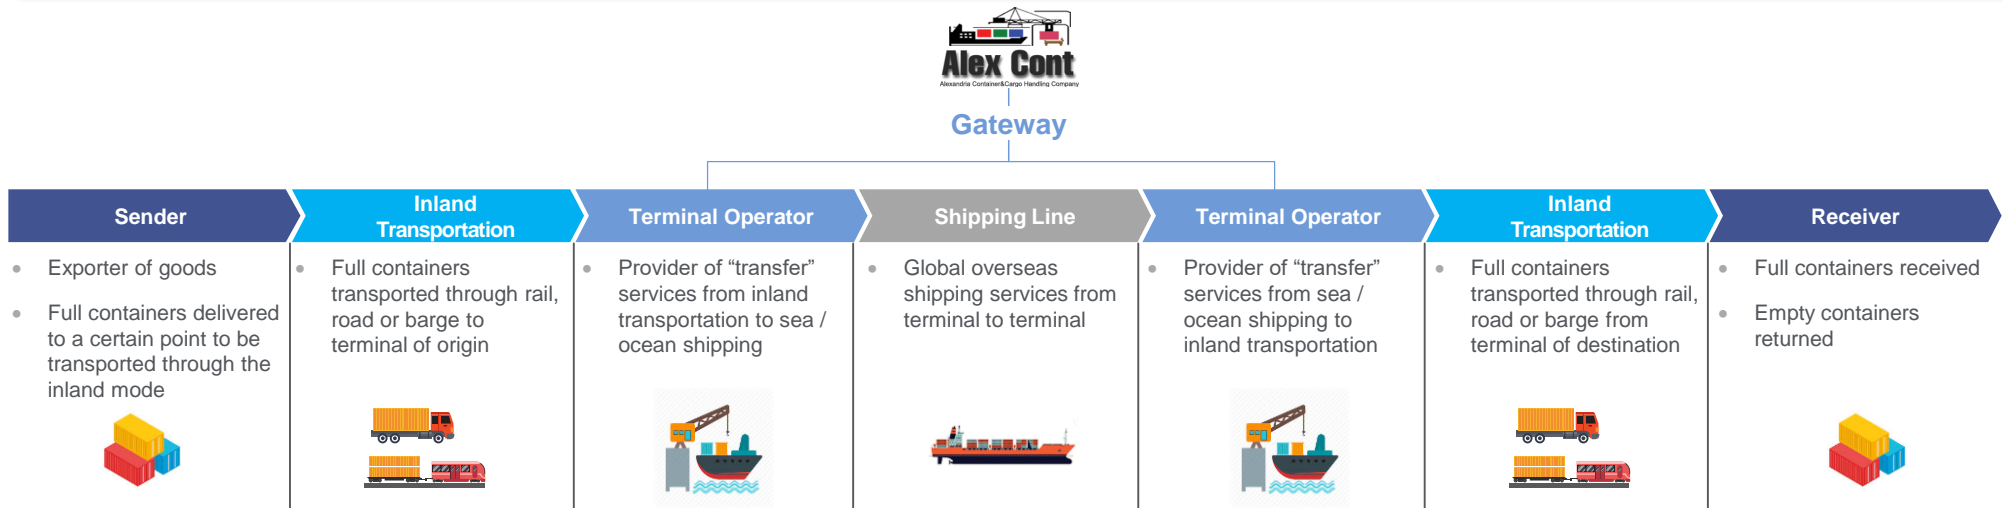 Alex Cont
Alexandria Container&Cargo Handling Company
Gateway
Sender
Inland
Transportation
Terminal Operator
Shipping Line
Terminal Operator
Inland
Transportation
Receiver
• Exporter of goods
• Full containers delivered
to a certain point to be
transported through the
inland mode
• Full containers
transported through rail,
road or barge to
terminal of origin
• Provider of “transfer”
services from inland
transportation to sea /
ocean shipping
• Global overseas
shipping services from
terminal to terminal
• Provider of “transfer”
services from sea /
ocean shipping to
inland transportation
• Full containers
transported through rail,
road or barge from
terminal of destination
• Full containers received
• Empty containers
returned